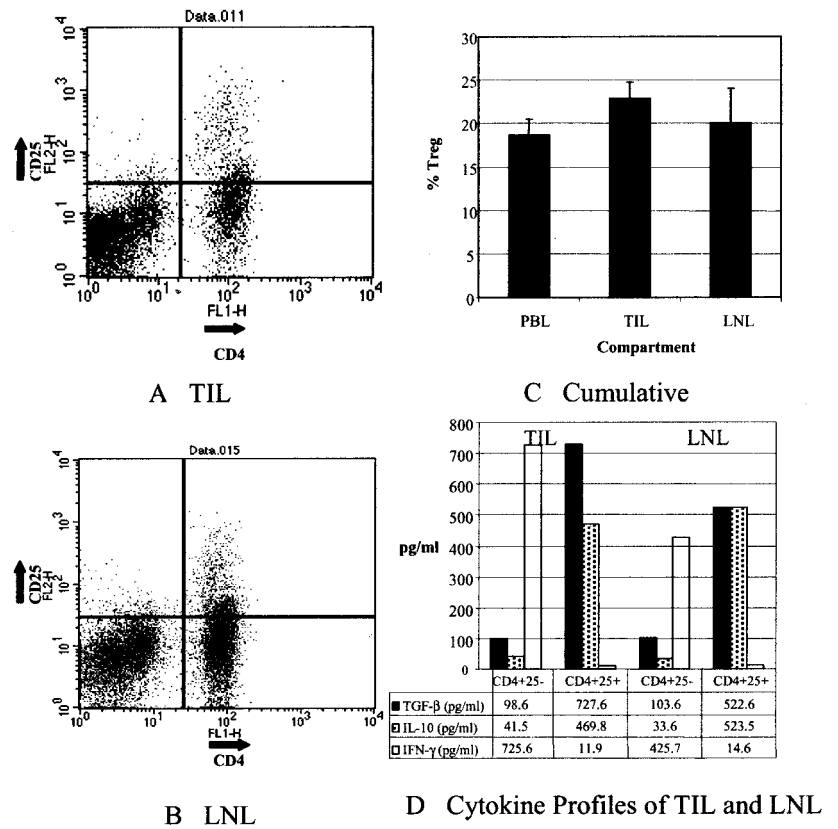 Data.011
10^4
10^3
10^2
10^1
10^0
CD25
FL2-H
10^0 10^1 10^2 10^3 10^4
FL1-H
CD4
A TIL
30
25
20
15
10
5
0
% Treg
PBL TIL LNL
Compartment
C Cumulative
Data.015
10^4
10^3
10^2
10^1
10^0
CD25
FL2-H
10^0 10^1 10^2 10^3 10^4
FL1-H
CD4
B LNL
800
700
600
500
400
300
200
100
0
pg/ml
TIL LNL
CD4+25- CD4+25+ CD4+25- CD4+25+
TGF-β (pg/ml) 98.6 727.6 103.6 522.6
IL-10 (pg/ml) 41.5 469.8 33.6 523.5
IFN-γ (pg/ml) 725.6 11.9 425.7 14.6
D Cytokine Profiles of TIL and LNL